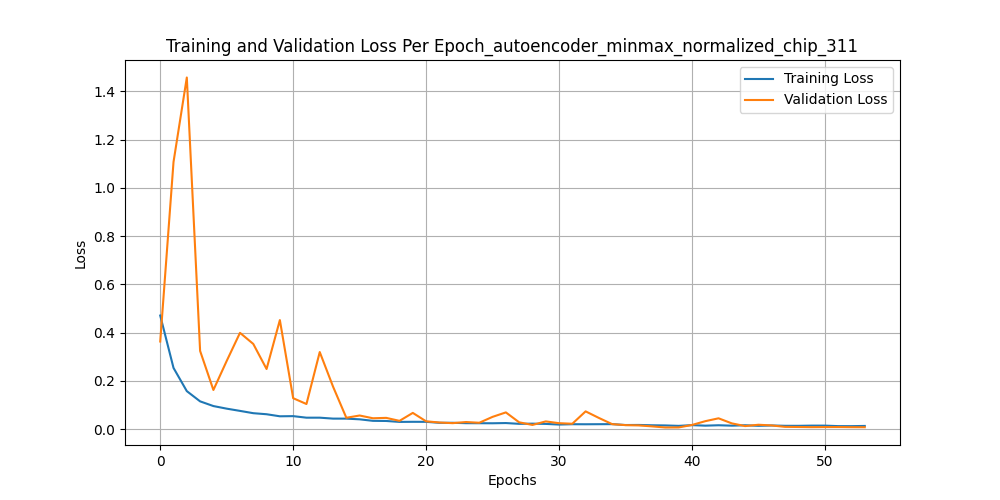 Training and Validation Loss Per Epoch_autoencoder_minmax_normalized_chip_311
Training Loss
Validation Loss
1.4
1.2
1.0
0.8
0.6
0.4
0.2
0.0
Loss
0 10 20 30 40 50
Epochs